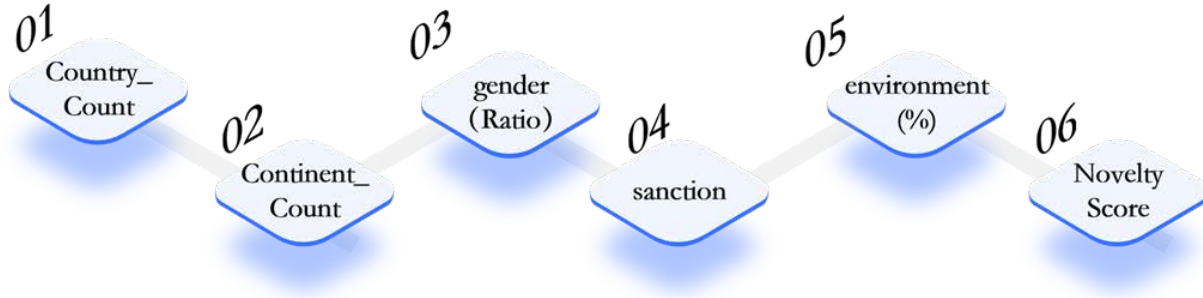 01
Country_
Count
02
Continent_
Count
03
gender
(Ratio)
04
sanction
05
environment
(%)
06
Novelty
Score